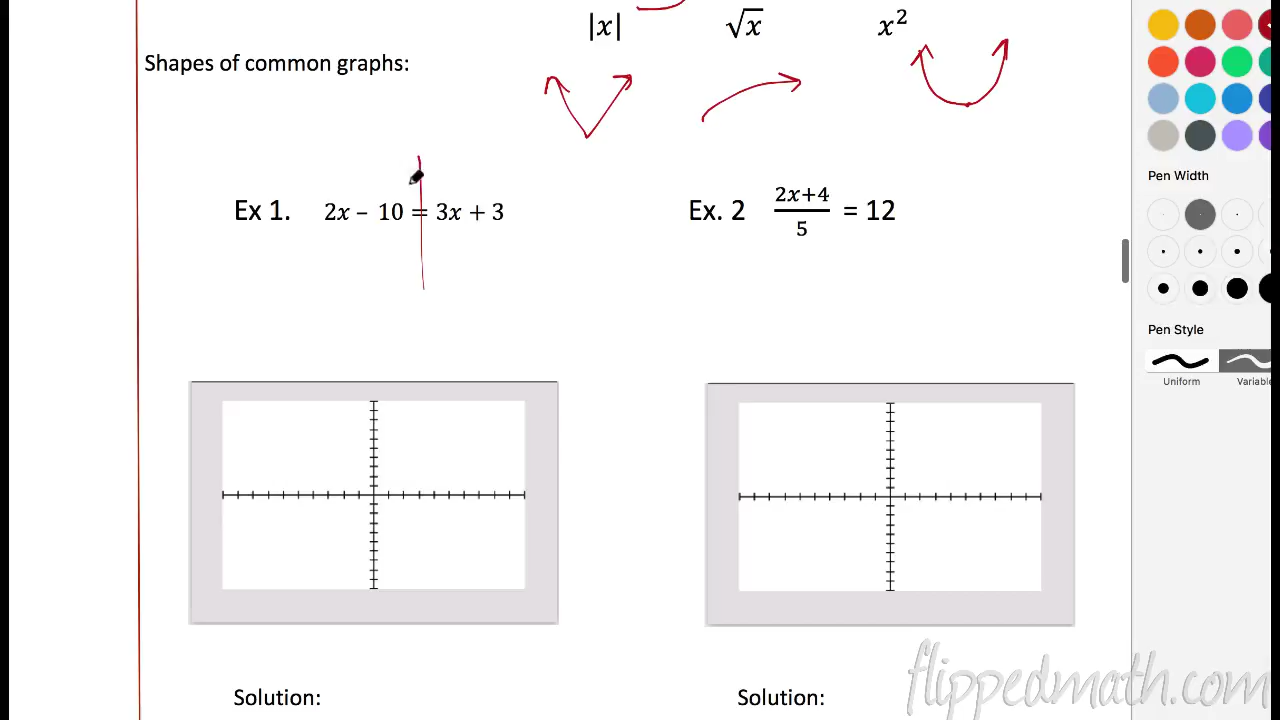 |x| √x x²
Shapes of common graphs:
Ex 1. 2x – 10 = 3x + 3
Ex. 2 (2x+4)/5 = 12
Solution:
Solution:
Pen Width
Pen Style
Uniform
Variable
flippedmath.com